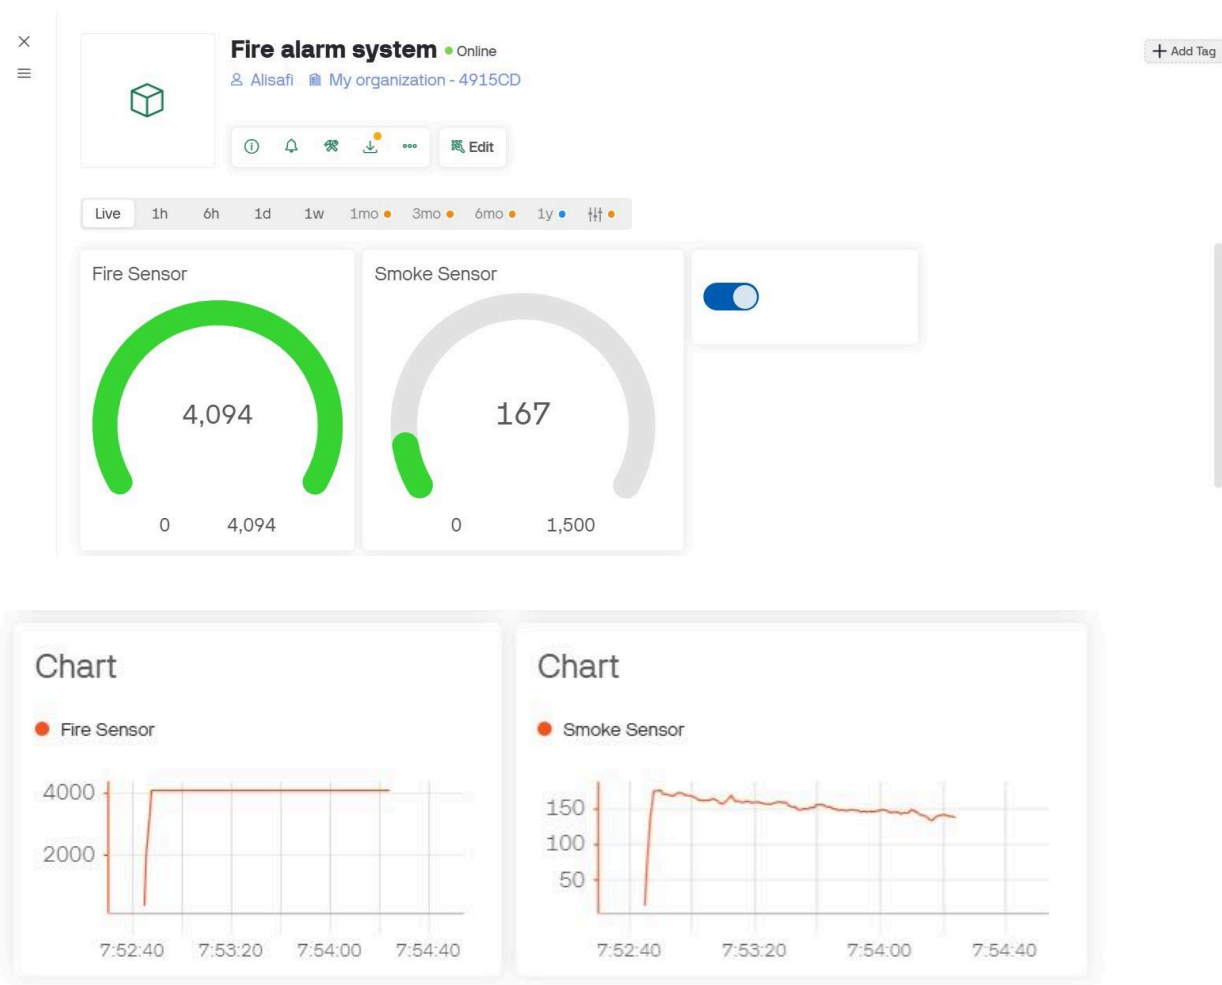 Fire alarm system Online
Add Tag
Alisafi My organization - 4915CD
Edit
Live 1h 6h 1d 1w 1mo 3mo 6mo 1y
Fire Sensor
4,094
0 4,094
Smoke Sensor
167
0 1,500
Chart
Fire Sensor
4000
2000
7:52:40 7:53:20 7:54:00 7:54:40
Chart
Smoke Sensor
150
100
50
7:52:40 7:53:20 7:54:00 7:54:40